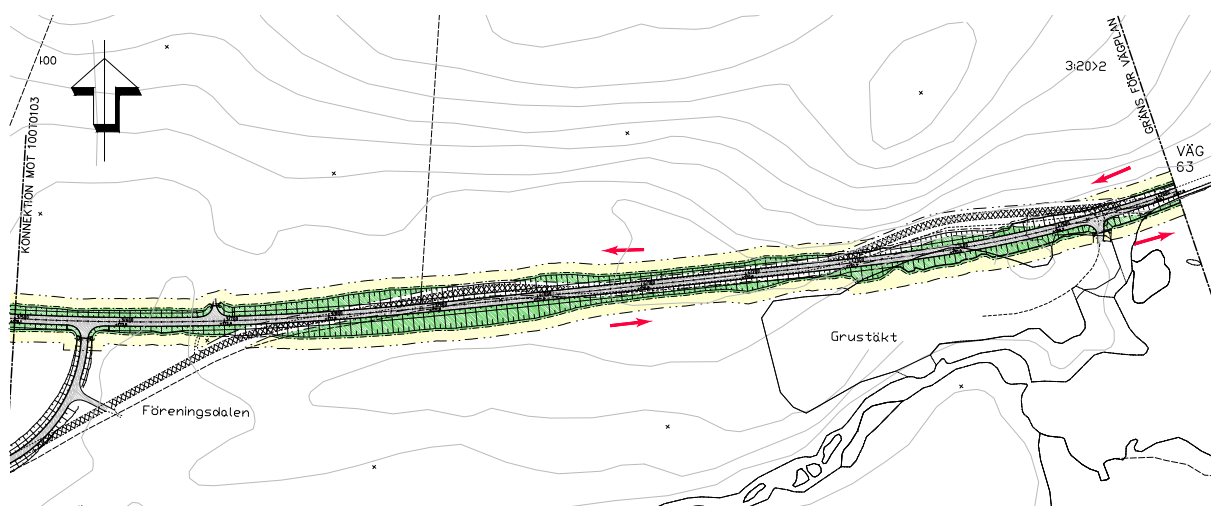 100
KONNEKTION MOT 100T0103
GRÄNS FÖR VÄGPLAN
3:20>2
VÄG
63
Grustäkt
Föreningsdalen